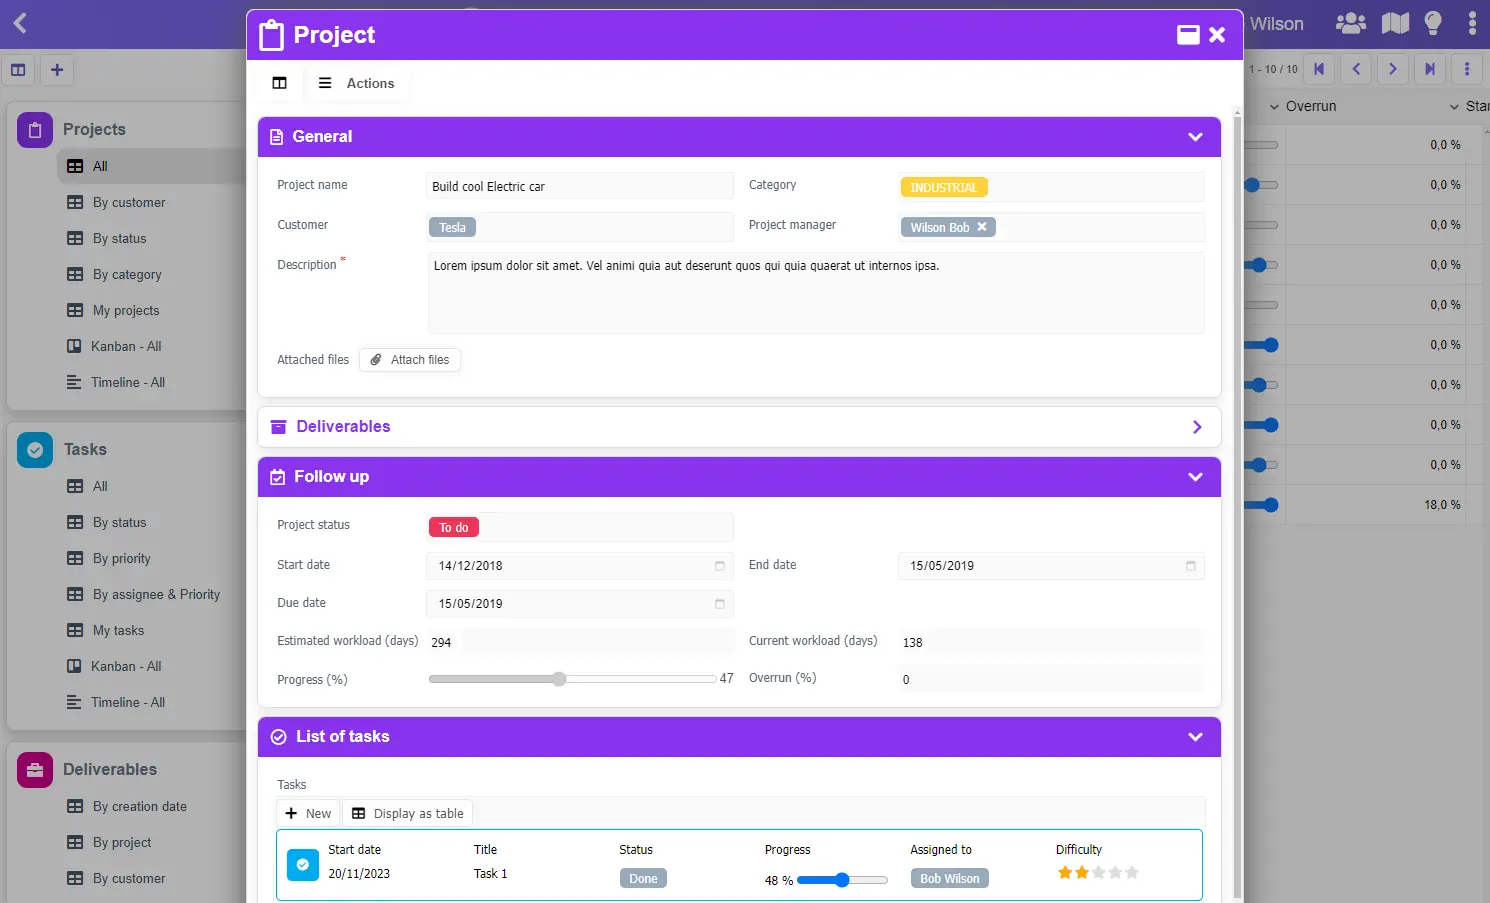 Project
Wilson
Actions
1 - 10 / 10
Overrun
Star
Projects
All
By customer
By status
By category
My projects
Kanban - All
Timeline - All
Tasks
All
By status
By priority
By assignee & Priority
My tasks
Kanban - All
Timeline - All
Deliverables
By creation date
By project
By customer
General
Project name
Build cool Electric car
Category
INDUSTRIAL
Customer
Tesla
Project manager
Wilson Bob
Description *
Lorem ipsum dolor sit amet. Vel animi quia aut deserunt quos qui quia quaerat ut internos ipsa.
Attached files
Attach files
Deliverables
Follow up
Project status
To do
Start date
14/12/2018
End date
15/05/2019
Due date
15/05/2019
Estimated workload (days)
294
Current workload (days)
138
Progress (%)
47
Overrun (%)
0
List of tasks
Tasks
New
Display as table
Start date
Title
Status
Progress
Assigned to
Difficulty
20/11/2023
Task 1
Done
48 %
Bob Wilson
0,0 %
0,0 %
0,0 %
0,0 %
0,0 %
0,0 %
0,0 %
0,0 %
0,0 %
18,0 %